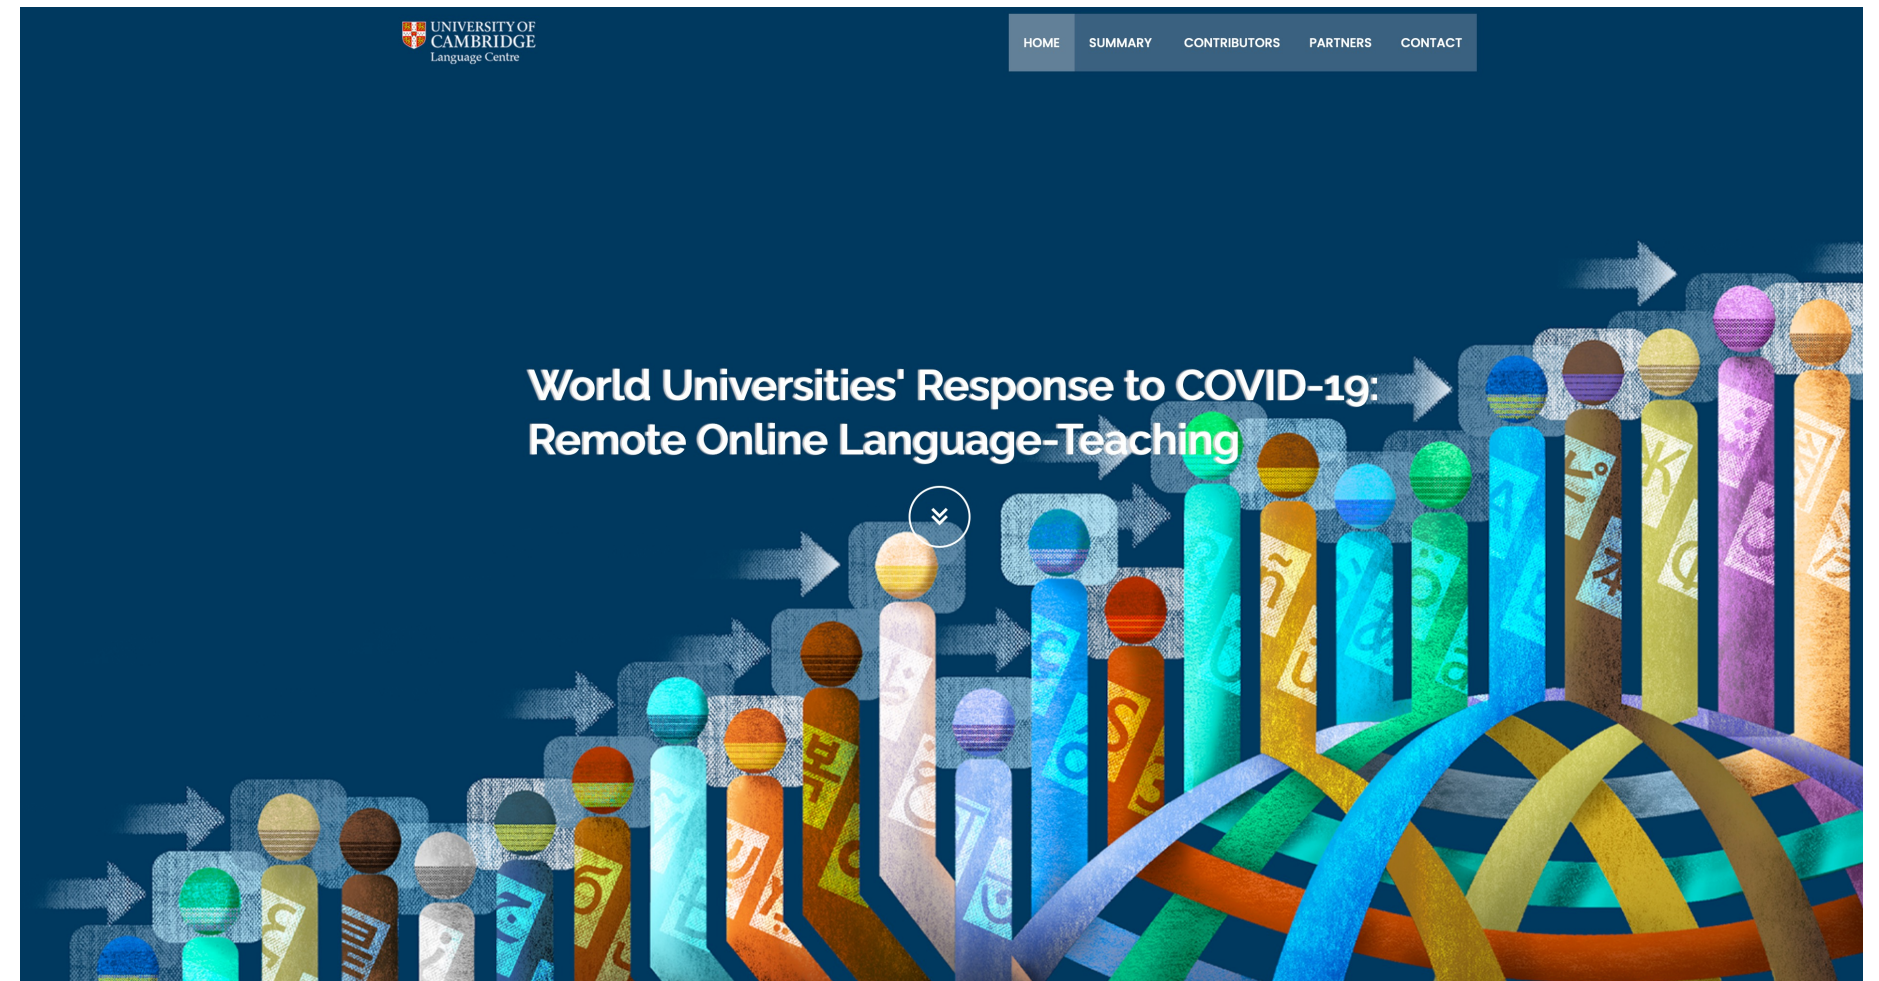 UNIVERSITY OF
CAMBRIDGE
Language Centre
HOME SUMMARY CONTRIBUTORS PARTNERS CONTACT
World Universities' Response to COVID-19:
Remote Online Language-Teaching